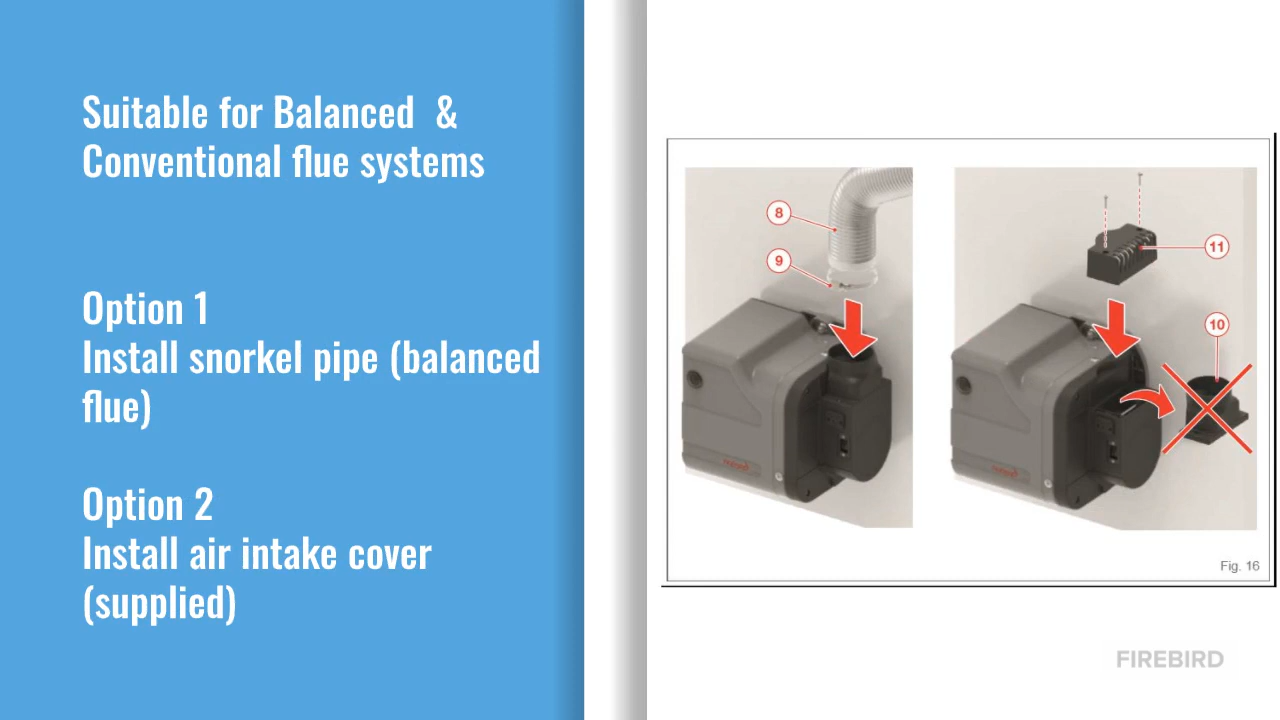 Suitable for Balanced  &
Conventional flue systems
Option 1
Install snorkel pipe (balanced
flue)
Option 2
Install air intake cover
(supplied)
8
9
11
10
Fig. 16
FIREBIRD